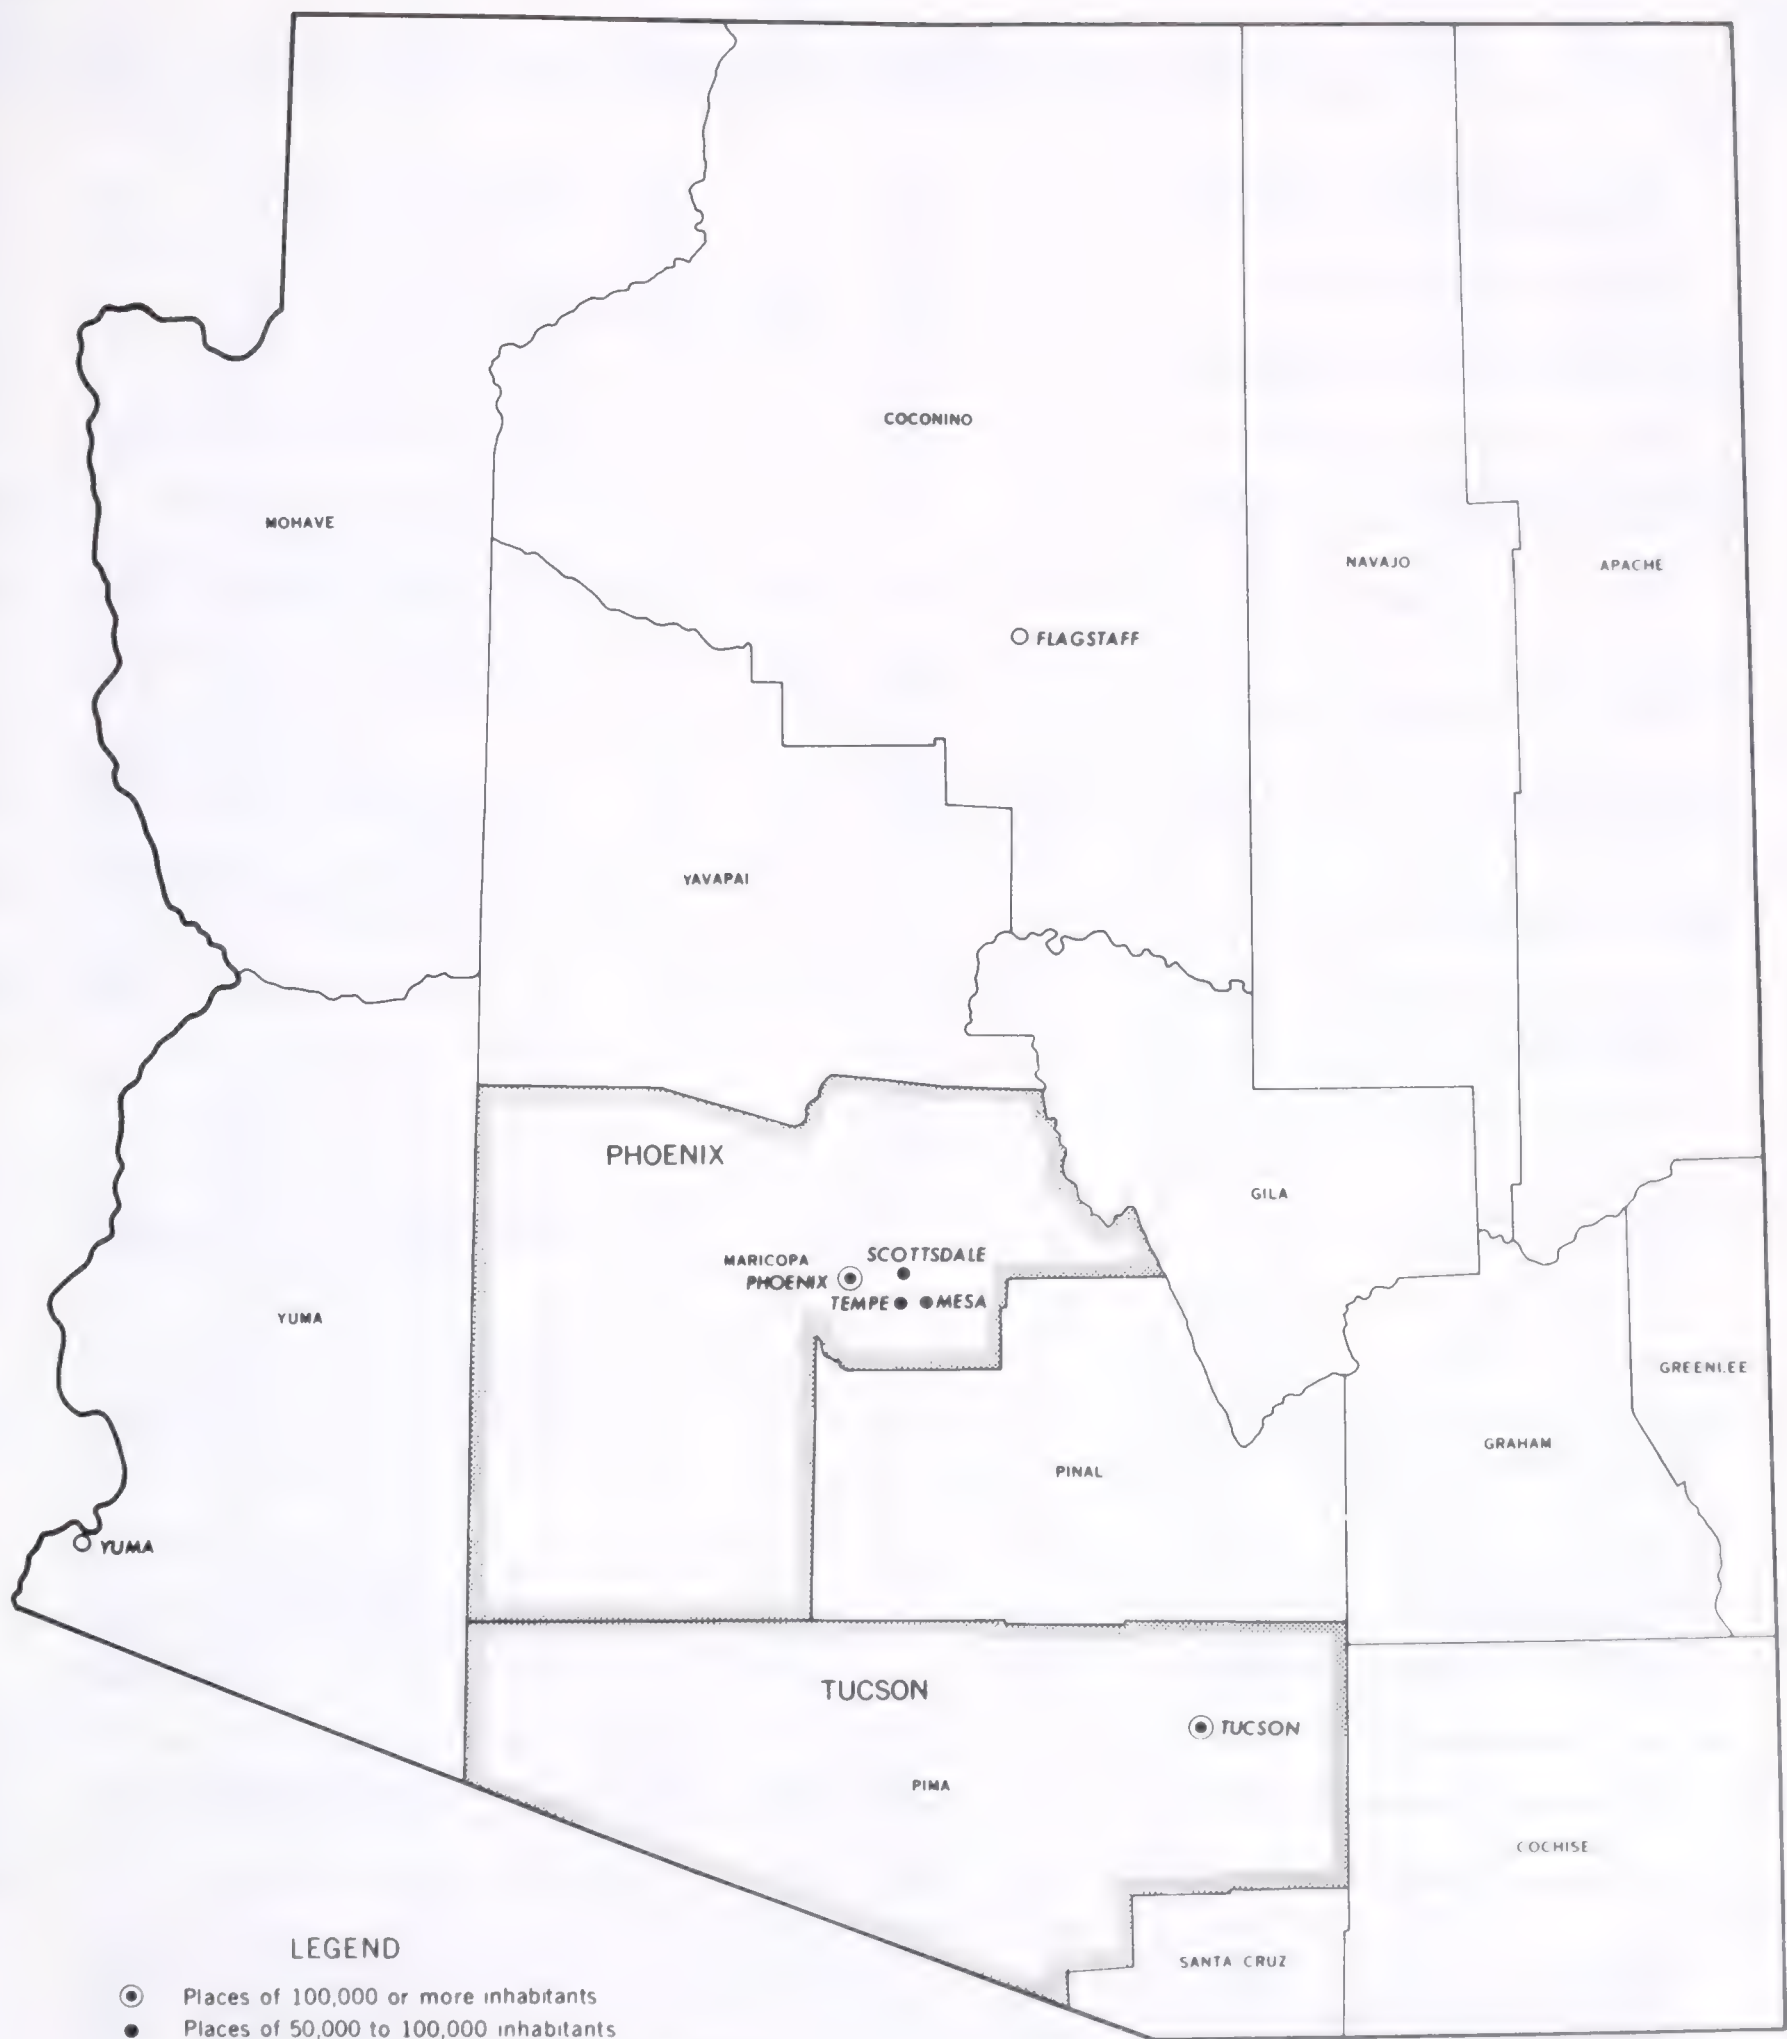 COCONINO
MOHAVE
NAVAJO
APACHE
FLAGSTAFF
YAVAPAI
PHOENIX
GILA
MARICOPA
SCOTTSDALE
PHOENIX
TEMPE
MESA
YUMA
GREENLEE
GRAHAM
PINAL
YUMA
TUCSON
TUCSON
PIMA
COCHISE
SANTA CRUZ
LEGEND
Places of 100,000 or more inhabitants
Places of 50,000 to 100,000 inhabitants